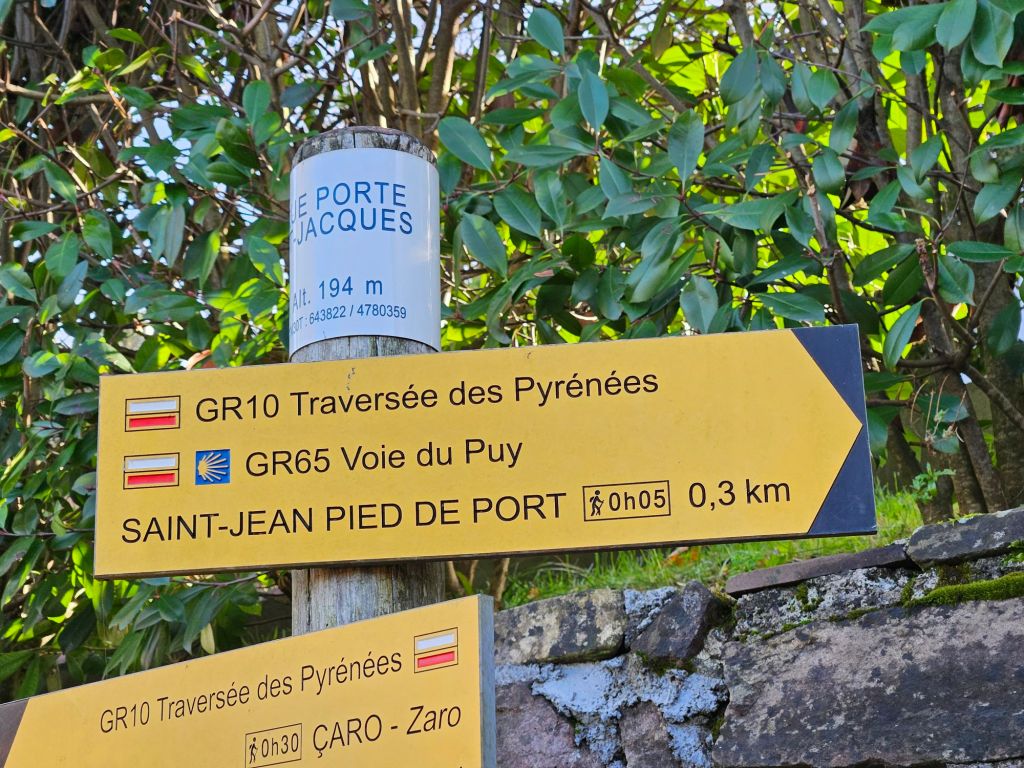 PORTE
JACQUES
Alt. 194 m
: 643822 / 4780359
GR10 Traversée des Pyrénées
GR65 Voie du Puy
SAINT-JEAN PIED DE PORT 0h05 0,3 km
GR10 Traversée des Pyrénées
0h30 ÇARO - Zaro